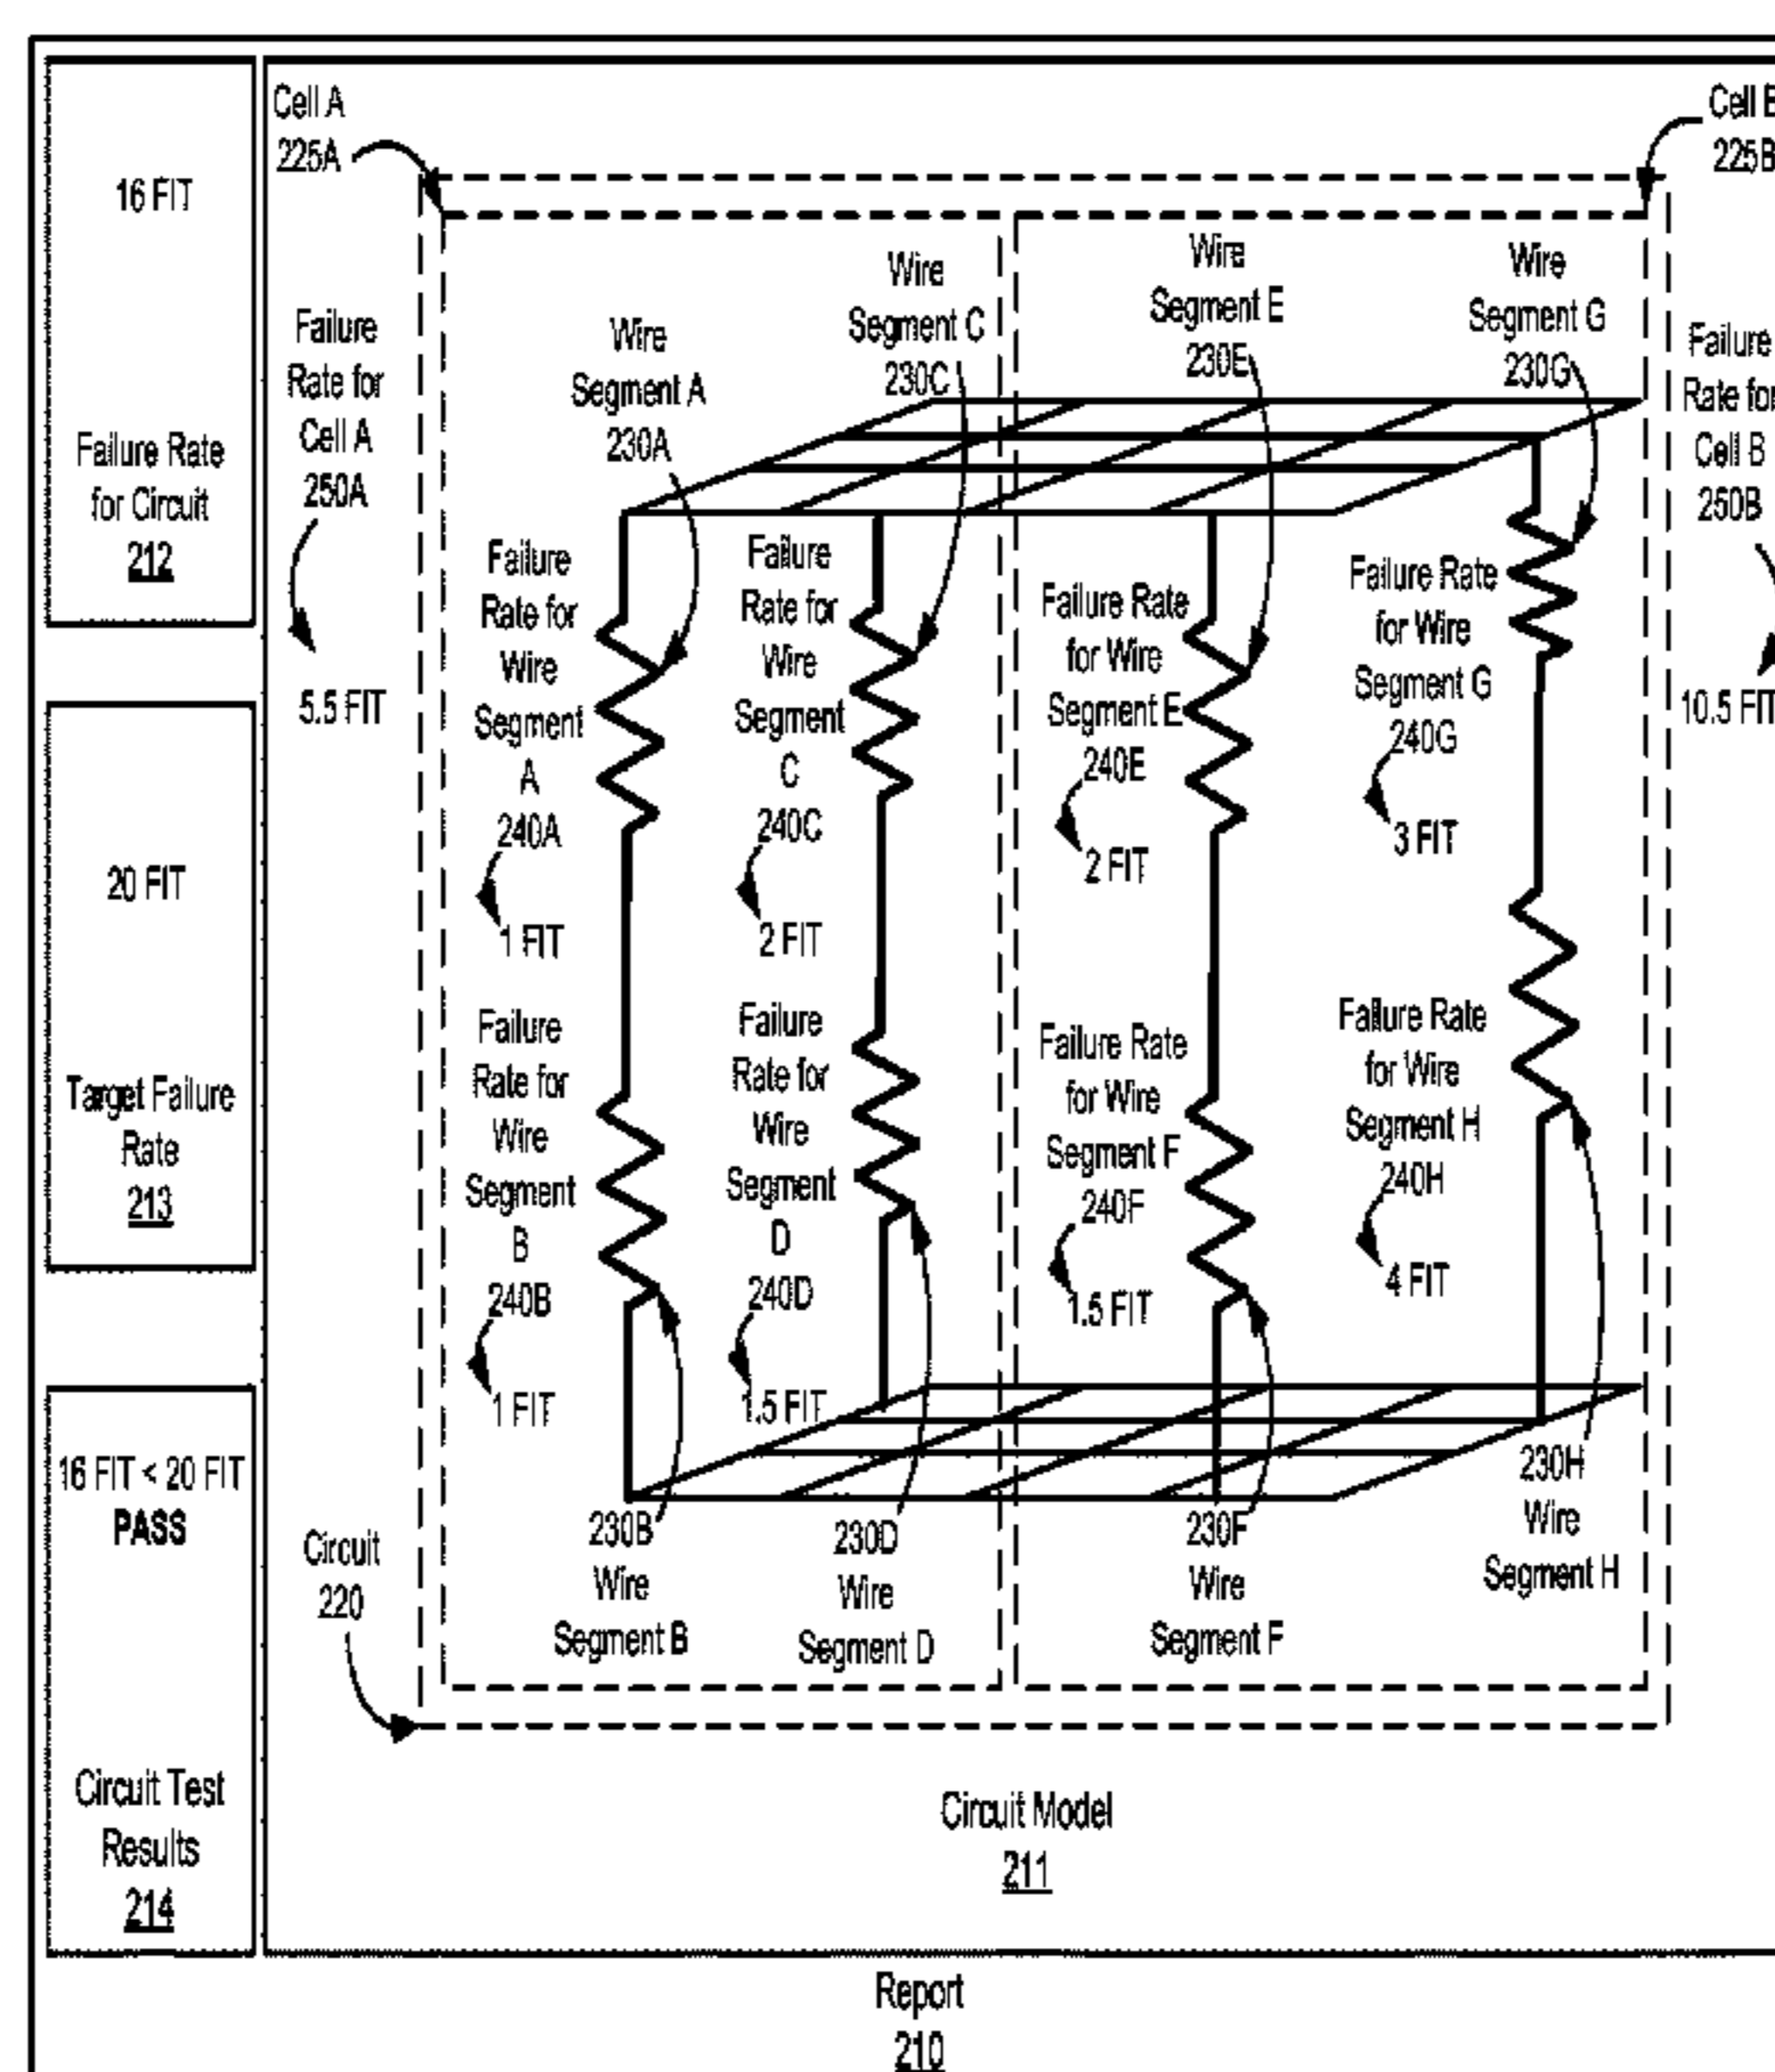 16 FIT
Failure Rate
for Circuit
212
20 FIT
Target Failure
Rate
213
16 FIT < 20 FIT
PASS
Circuit Test
Results
214
Cell A
225A
Failure
Rate for
Cell A
250A
5.5 FIT
Circuit
220
Wire
Segment A
230A
Wire
Segment C
230C
Wire
Segment E
230E
Wire
Segment G
230G
Failure
Rate for
Wire
Segment
A
240A
1 FIT
Failure
Rate for
Wire
Segment
C
240C
2 FIT
Failure Rate
for Wire
Segment E
240E
2 FIT
Failure Rate
for Wire
Segment G
240G
3 FIT
Failure
Rate for
Wire
Segment
B
240B
1 FIT
Failure
Rate for
Wire
Segment
D
240D
1.5 FIT
Failure Rate
for Wire
Segment F
240F
1.5 FIT
Failure Rate
for Wire
Segment H
240H
4 FIT
230B
Wire
Segment B
230D
Wire
Segment D
230F
Wire
Segment F
230H
Wire
Segment H
Cell B
225B
Failure
Rate for
Cell B
250B
10.5 FIT
Circuit Model
211
Report
210